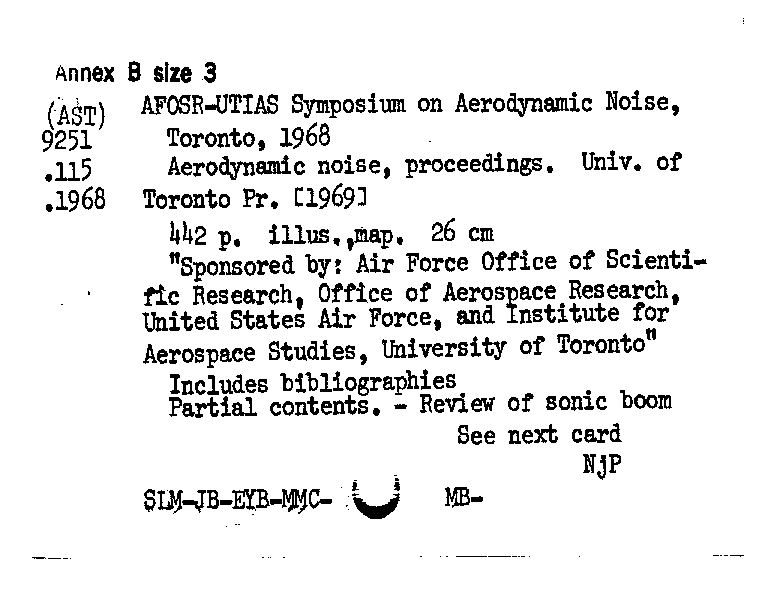 Annex B size 3
(AST) AFOSR-UTIAS Symposium on Aerodynamic Noise,
9251 Toronto, 1968
.115 Aerodynamic noise, proceedings. Univ. of
.1968 Toronto Pr. [1969]
442 p. illus.,map. 26 cm
"Sponsored by: Air Force Office of Scienti-
fic Research, Office of Aerospace Research,
United States Air Force, and Institute for
Aerospace Studies, University of Toronto"
Includes bibliographies
Partial contents. - Review of sonic boom
See next card
NjP
SLM-JB-EYB-MMC- MB-